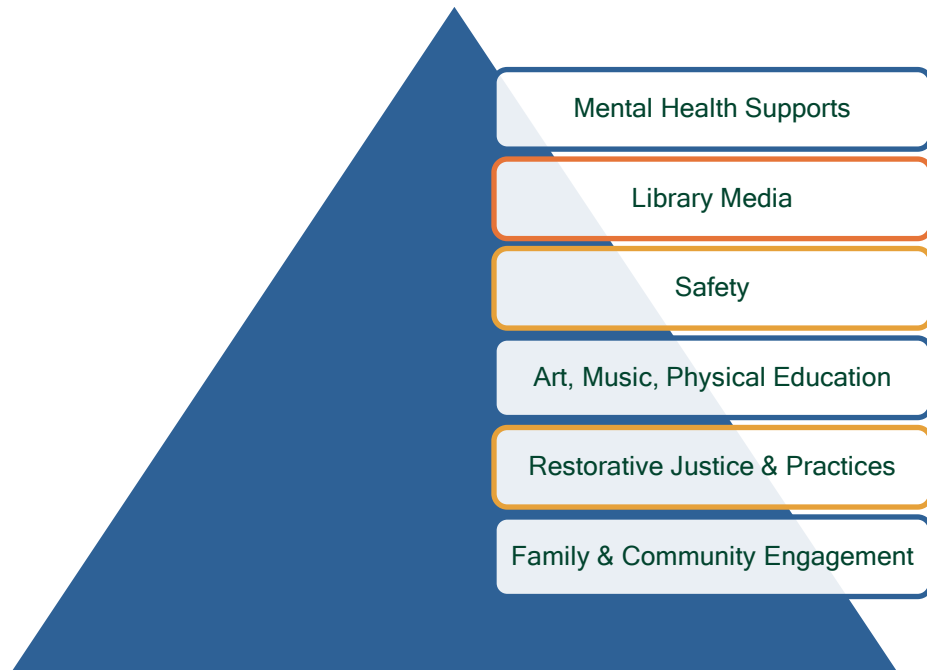 Mental Health Supports
Library Media
Safety
Art, Music, Physical Education
Restorative Justice & Practices
Family & Community Engagement